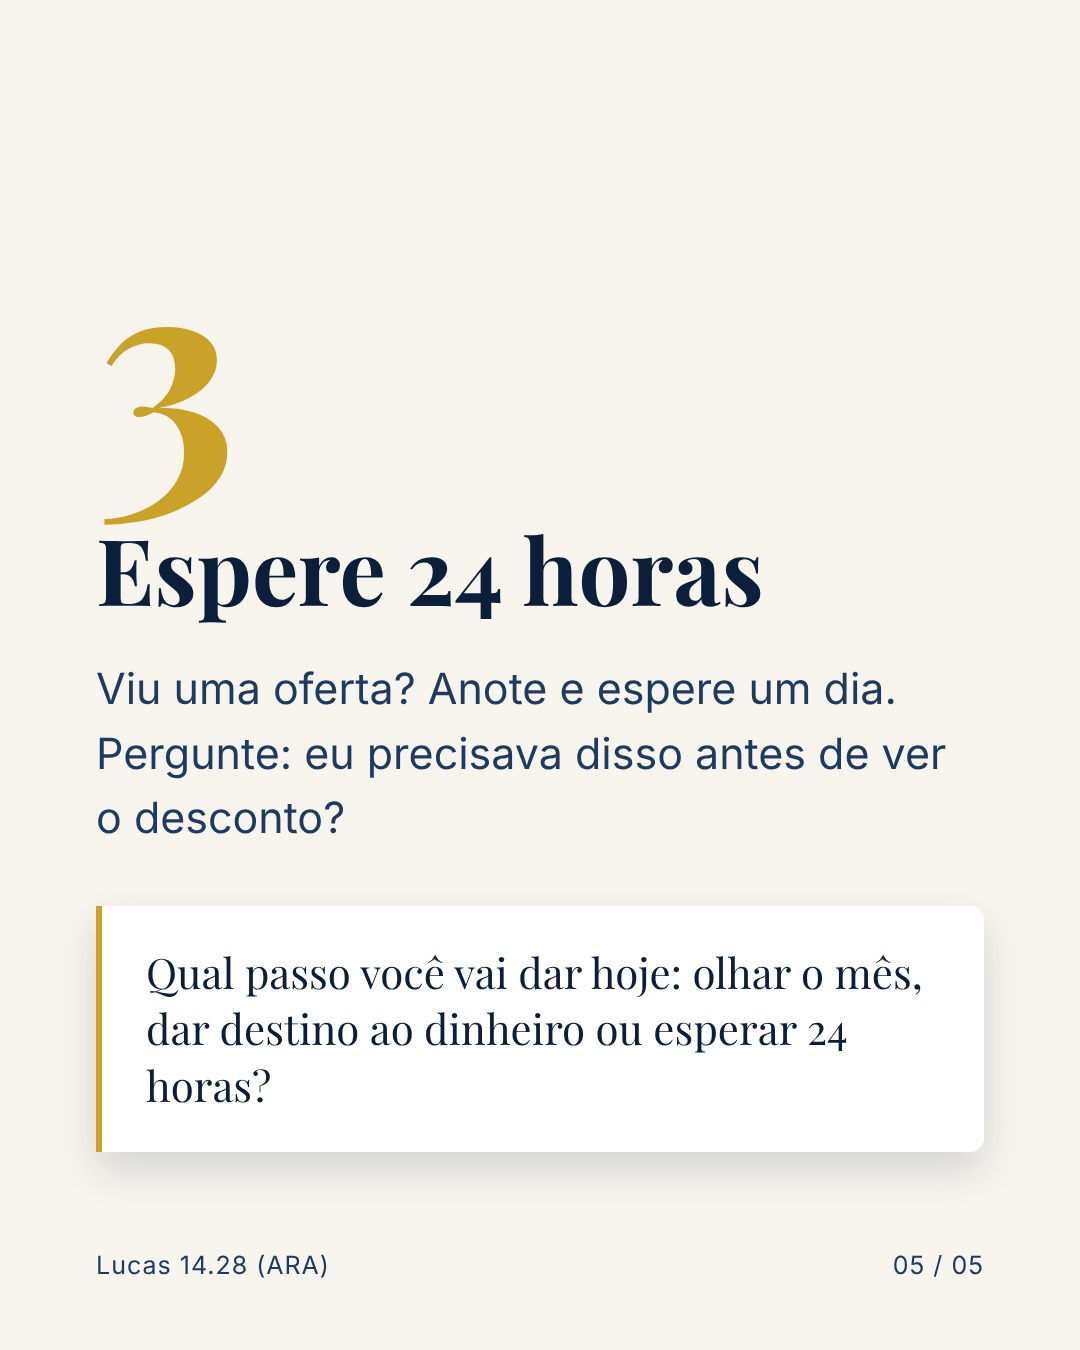 3
Espere 24 horas
Viu uma oferta? Anote e espere um dia.
Pergunte: eu precisava disso antes de ver
o desconto?
Qual passo você vai dar hoje: olhar o mês,
dar destino ao dinheiro ou esperar 24
horas?
Lucas 14.28 (ARA)
05 / 05